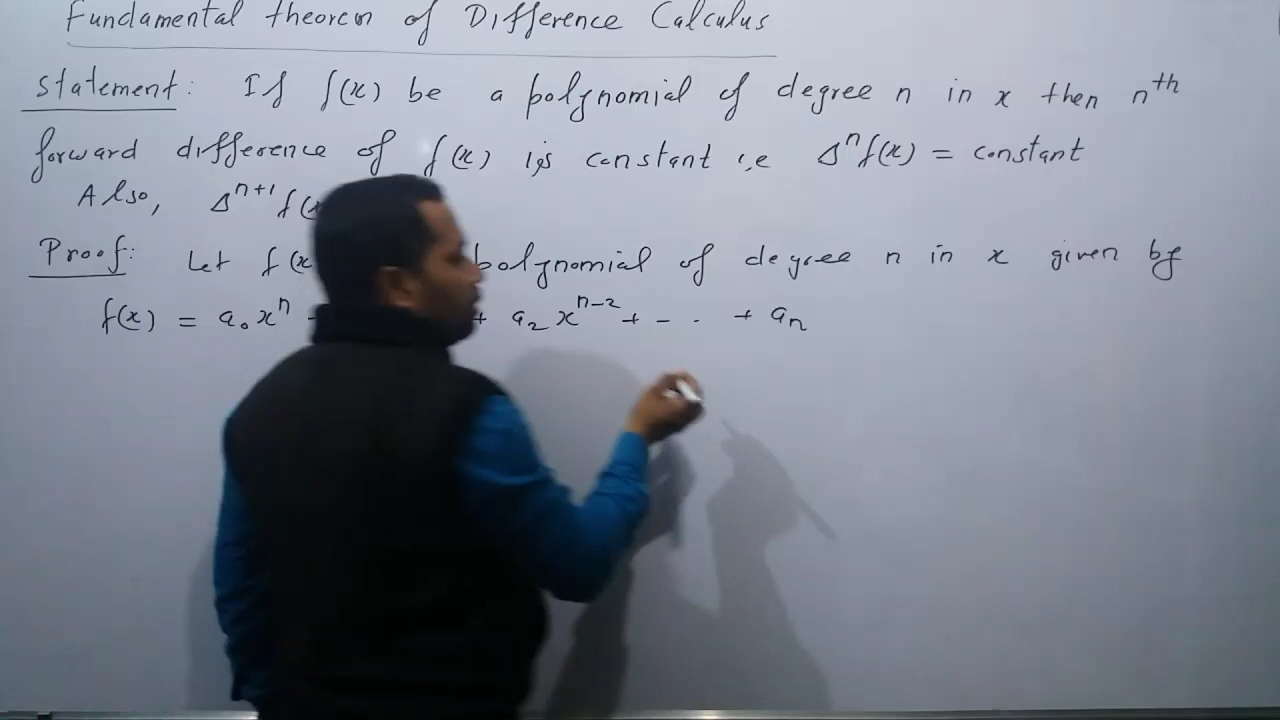 Fundamental theorem of Difference Calculus
Statement: If f(x) be a polynomial of degree n in x then nth
forward difference of f(x) is constant i.e Δⁿf(x) = constant
Also, Δⁿ⁺¹ f(
Proof: Let f(x polynomial of degree n in x given by
f(x) = a₀xⁿ + a₂xⁿ⁻² + - . + aₙ